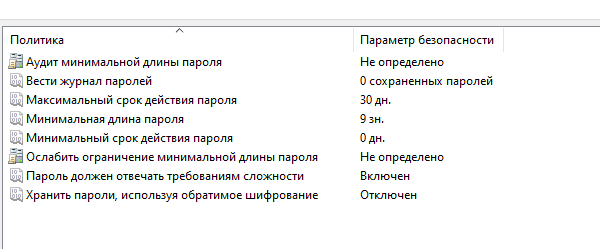 Политика Параметр безопасности
Аудит минимальной длины пароля Не определено
Вести журнал паролей 0 сохраненных паролей
Максимальный срок действия пароля 30 дн.
Минимальная длина пароля 9 зн.
Минимальный срок действия пароля 0 дн.
Ослабить ограничение минимальной длины пароля Не определено
Пароль должен отвечать требованиям сложности Включен
Хранить пароли, используя обратимое шифрование Отключен